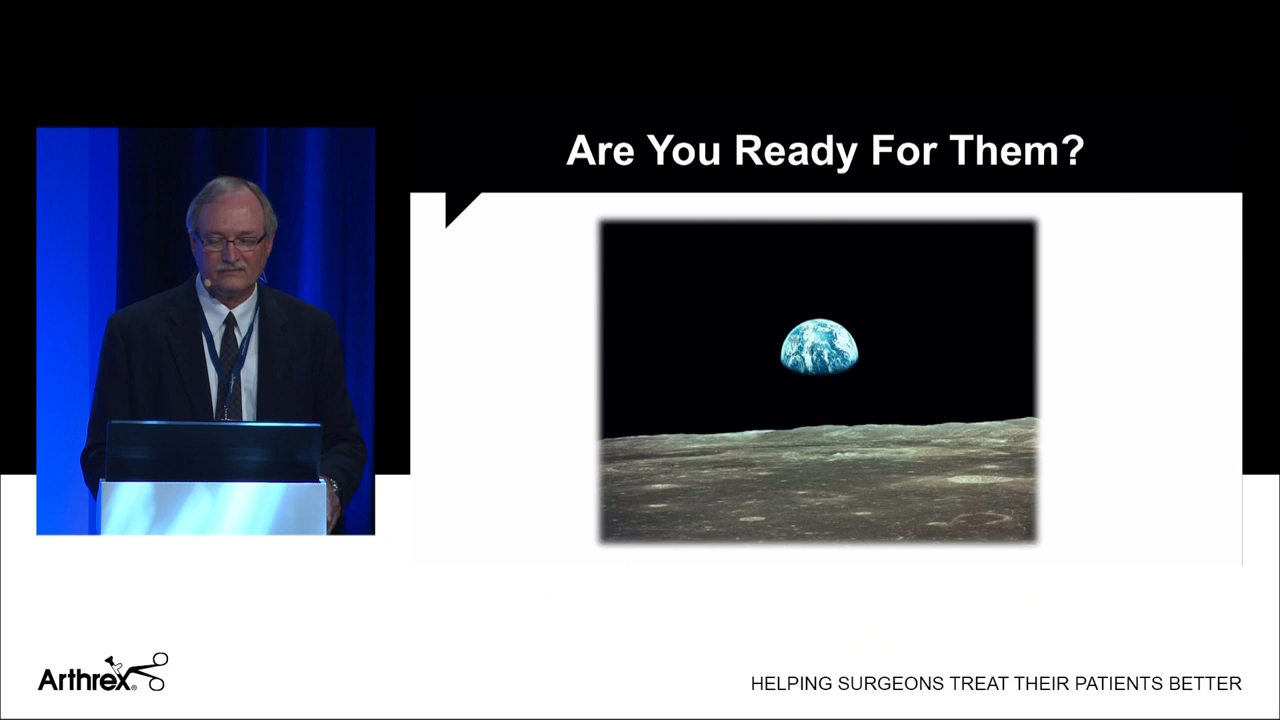 Are You Ready For Them?
Arthrex®
HELPING SURGEONS TREAT THEIR PATIENTS BETTER